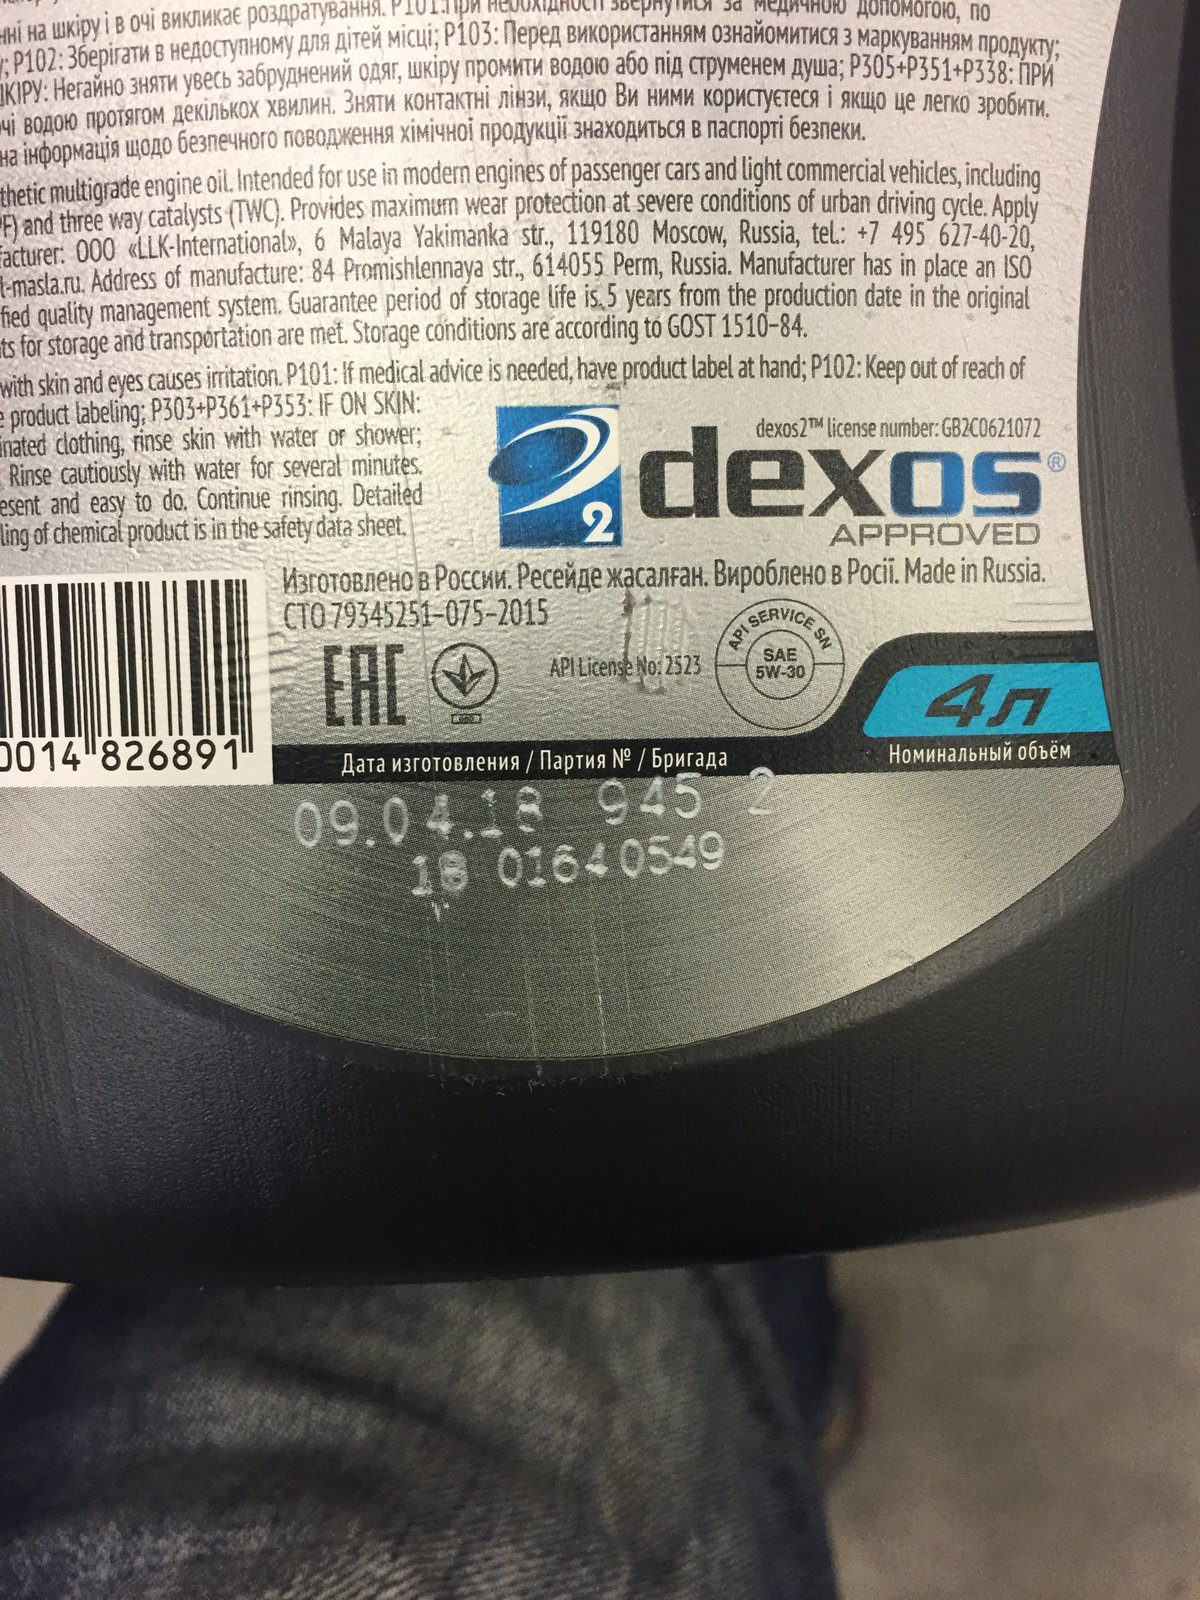 нні на шкіру і в очі викликає роздратування. P101:При необхідності звернутися за медичною допомогою, по
у; P102: Зберігати в недоступному для дітей місці; P103: Перед використанням ознайомитися з маркуванням продукту;
ШКІРУ: Негайно зняти увесь забруднений одяг, шкіру промити водою або під струменем душа; P305+P351+P338: ПРИ
чі водою протягом декількох хвилин. Зняти контактні лінзи, якщо Ви ними користуєтеся і якщо це легко зробити.
на інформація щодо безпечного поводження хімічної продукції знаходиться в паспорті безпеки.
thetic multigrade engine oil. Intended for use in modern engines of passenger cars and light commercial vehicles, including
PF) and three way catalysts (TWC). Provides maximum wear protection at severe conditions of urban driving cycle. Apply
facturer: OOO «LLK-International», 6 Malaya Yakimanka str., 119180 Moscow, Russia, tel.: +7 495 627-40-20,
l-masla.ru. Address of manufacture: 84 Promishlennaya str., 614055 Perm, Russia. Manufacturer has in place an ISO
fied quality management system. Guarantee period of storage life is 5 years from the production date in the original
ts for storage and transportation are met. Storage conditions are according to GOST 1510-84.
with skin and eyes causes irritation. P101: If medical advice is needed, have product label at hand; P102: Keep out of reach of
e product labeling; P303+P361+P353: IF ON SKIN:
inated clothing, rinse skin with water or shower;
Rinse cautiously with water for several minutes.
esent and easy to do. Continue rinsing. Detailed
ling of chemical product is in the safety data sheet.
dexos2™ license number: GB2C0621072
2 dexos®
APPROVED
Изготовлено в России. Ресейде жасалған. Вироблено в Росії. Made in Russia.
СТО 79345251-075-2015
EAC
API License No: 2523
API SERVICE SN
SAE
5W-30
4л
Номинальный объём
0014 826891
Дата изготовления / Партия № / Бригада
09.04.18 945 2
18 01640549